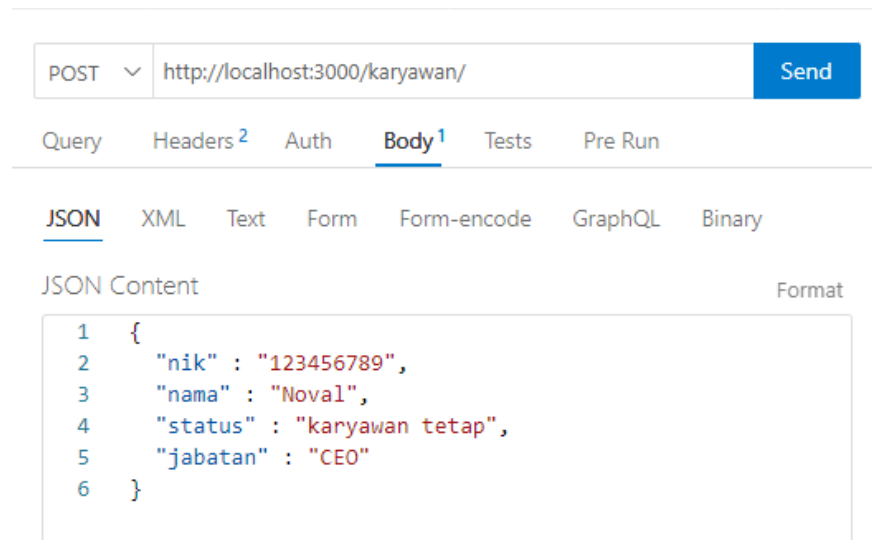 POST http://localhost:3000/karyawan/ Send
Query Headers 2 Auth Body 1 Tests Pre Run
JSON XML Text Form Form-encode GraphQL Binary
JSON Content Format
1 {
2 "nik" : "123456789",
3 "nama" : "Noval",
4 "status" : "karyawan tetap",
5 "jabatan" : "CEO"
6 }